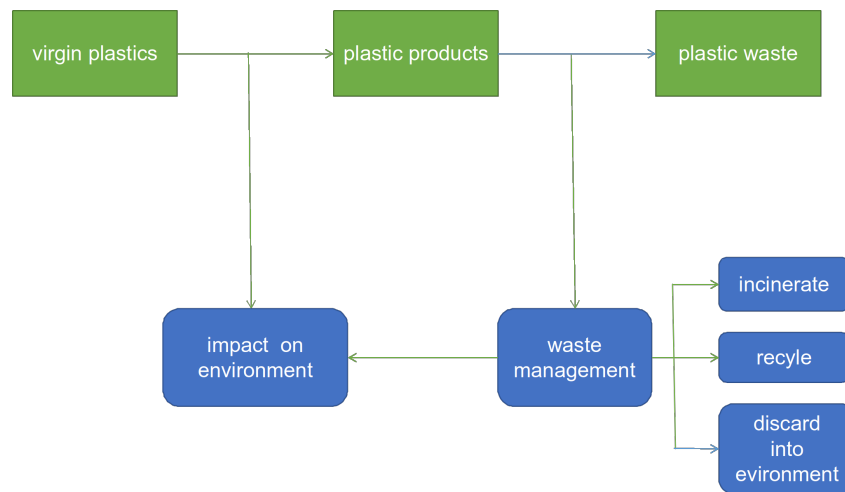 virgin plastics
plastic products
plastic waste
incinerate
impact on
environment
waste
management
recyle
discard
into
evironment